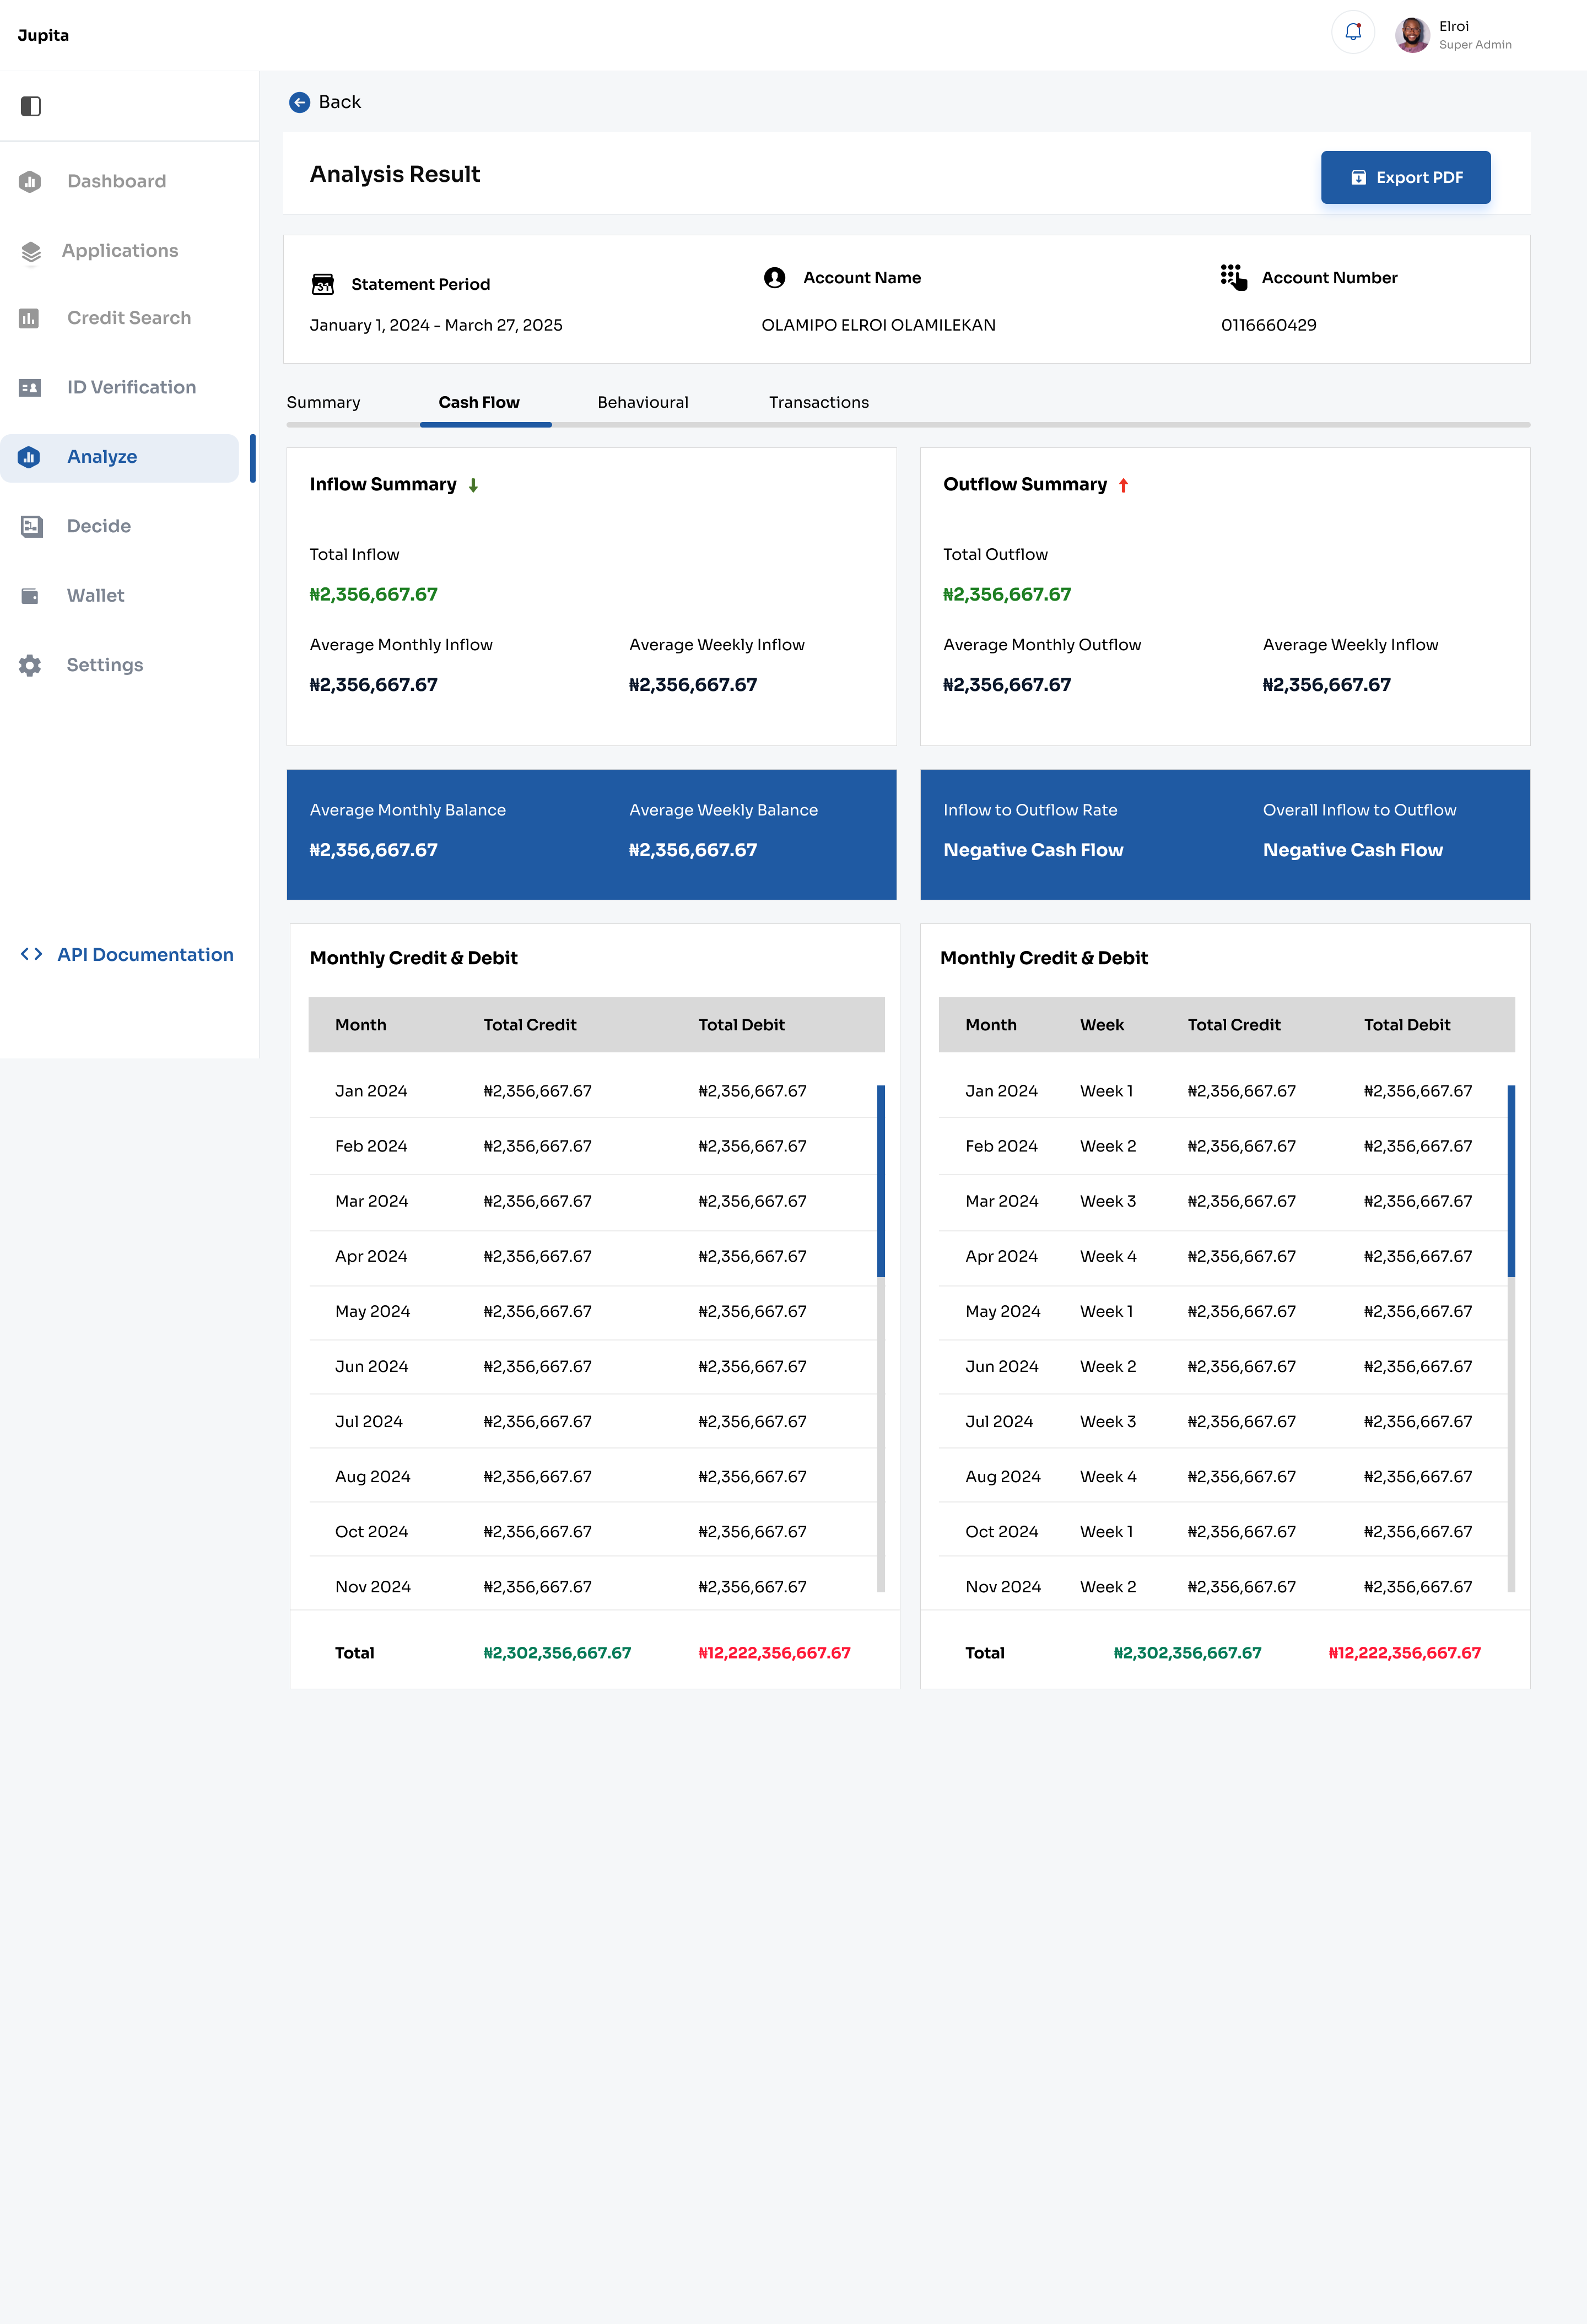 Jupita
Elroi
Super Admin
Back
Dashboard
Applications
Credit Search
ID Verification
Analyze
Decide
Wallet
Settings
API Documentation
Analysis Result
Export PDF
Statement Period
January 1, 2024 - March 27, 2025
Account Name
OLAMIPO ELROI OLAMILEKAN
Account Number
0116660429
Summary Cash Flow Behavioural Transactions
Inflow Summary
Total Inflow
₦2,356,667.67
Average Monthly Inflow Average Weekly Inflow
₦2,356,667.67 ₦2,356,667.67
Outflow Summary
Total Outflow
₦2,356,667.67
Average Monthly Outflow Average Weekly Inflow
₦2,356,667.67 ₦2,356,667.67
Average Monthly Balance Average Weekly Balance
₦2,356,667.67 ₦2,356,667.67
Inflow to Outflow Rate Overall Inflow to Outflow
Negative Cash Flow Negative Cash Flow
Monthly Credit & Debit
Month Total Credit Total Debit
Jan 2024 ₦2,356,667.67 ₦2,356,667.67
Feb 2024 ₦2,356,667.67 ₦2,356,667.67
Mar 2024 ₦2,356,667.67 ₦2,356,667.67
Apr 2024 ₦2,356,667.67 ₦2,356,667.67
May 2024 ₦2,356,667.67 ₦2,356,667.67
Jun 2024 ₦2,356,667.67 ₦2,356,667.67
Jul 2024 ₦2,356,667.67 ₦2,356,667.67
Aug 2024 ₦2,356,667.67 ₦2,356,667.67
Oct 2024 ₦2,356,667.67 ₦2,356,667.67
Nov 2024 ₦2,356,667.67 ₦2,356,667.67
Total ₦2,302,356,667.67 ₦12,222,356,667.67
Monthly Credit & Debit
Month Week Total Credit Total Debit
Jan 2024 Week 1 ₦2,356,667.67 ₦2,356,667.67
Feb 2024 Week 2 ₦2,356,667.67 ₦2,356,667.67
Mar 2024 Week 3 ₦2,356,667.67 ₦2,356,667.67
Apr 2024 Week 4 ₦2,356,667.67 ₦2,356,667.67
May 2024 Week 1 ₦2,356,667.67 ₦2,356,667.67
Jun 2024 Week 2 ₦2,356,667.67 ₦2,356,667.67
Jul 2024 Week 3 ₦2,356,667.67 ₦2,356,667.67
Aug 2024 Week 4 ₦2,356,667.67 ₦2,356,667.67
Oct 2024 Week 1 ₦2,356,667.67 ₦2,356,667.67
Nov 2024 Week 2 ₦2,356,667.67 ₦2,356,667.67
Total ₦2,302,356,667.67 ₦12,222,356,667.67